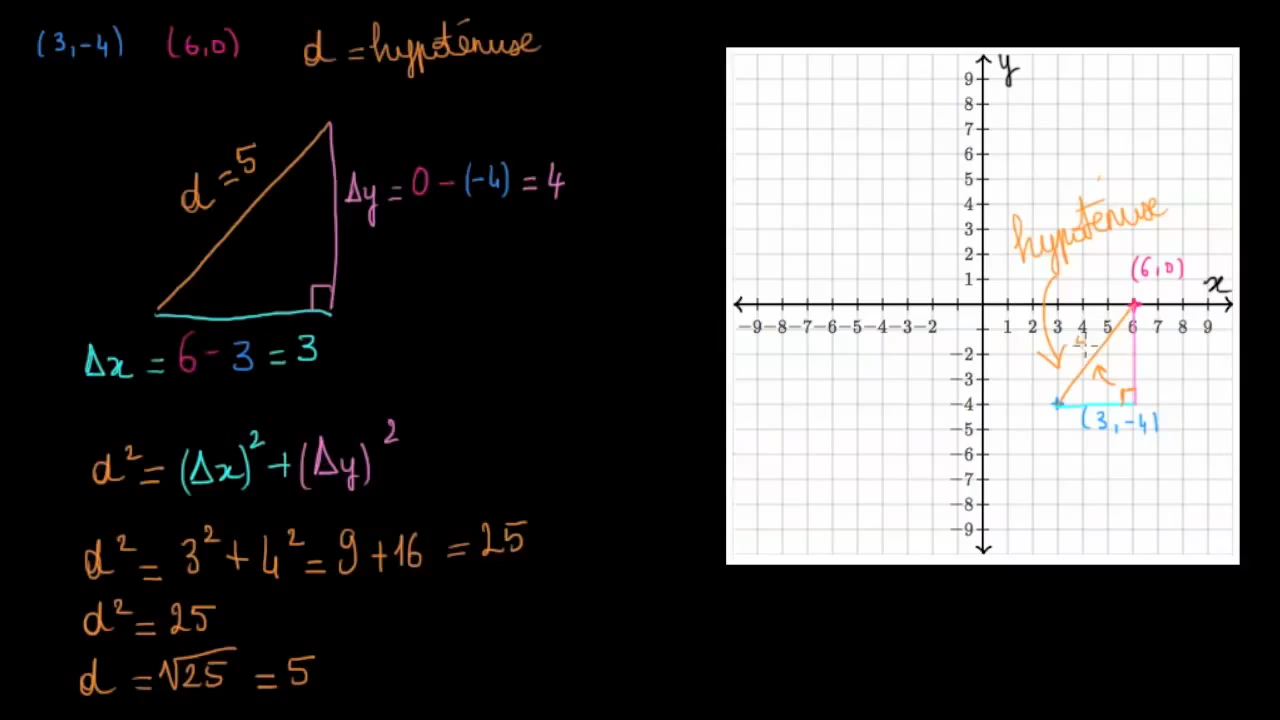 (3,-4) (6,0) d = hypoténuse
d = 5
Δy = 0 - (-4) = 4
Δx = 6 - 3 = 3
d² = (Δx)² + (Δy)²
d² = 3² + 4² = 9 + 16 = 25
d² = 25
d = √25 = 5
y
9
8
7
6
5
4
3
2
1
hypoténuse
(6,0)
x
−9 −8 −7 −6 −5 −4 −3 −2 1 2 3 4 5 6 7 8 9
−2
−3
−4
(3,-4)
−5
−6
−7
−8
−9